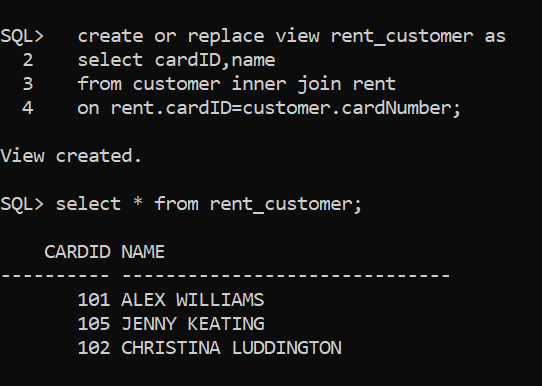 SQL>   create or replace view rent_customer as
  2    select cardID,name
  3    from customer inner join rent
  4    on rent.cardID=customer.cardNumber;
View created.
SQL> select * from rent_customer;
    CARDID NAME
---------- ------------------------------
       101 ALEX WILLIAMS
       105 JENNY KEATING
       102 CHRISTINA LUDDINGTON